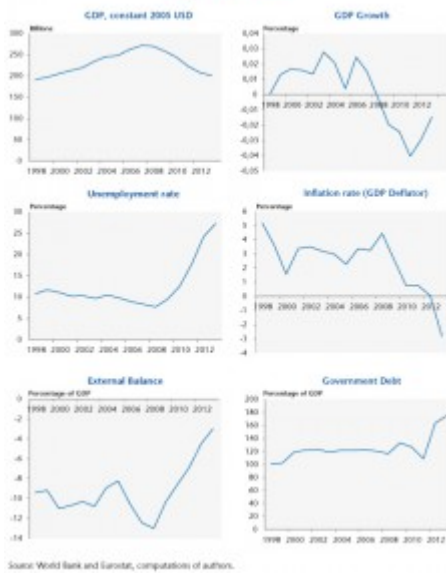 GDP, constant 2005 USD
Billions
300
250
200
150
100
50
0
1998 2000 2002 2004 2006 2008 2010 2012
GDP Growth
Percentage
0,04
0,03
0,02
0,01
0
-0,01
-0,02
-0,03
-0,04
-0,05
1998 2000 2002 2004 2006 2008 2010 2012
Unemployment rate
Percentage
30
25
20
15
10
5
0
1998 2000 2002 2004 2006 2008 2010 2012
Inflation rate (GDP Deflator)
Percentage
6
5
4
3
2
1
0
-1
-2
-3
-4
1998 2000 2002 2004 2006 2008 2010 2012
External Balance
Percentage of GDP
0
-2
-4
-6
-8
-10
-12
-14
1998 2000 2002 2004 2006 2008 2010 2012
Government Debt
Percentage of GDP
200
180
160
140
120
100
80
60
40
20
0
1998 2000 2002 2004 2006 2008 2010 2012
Source: World Bank and Eurostat, computations of authors.